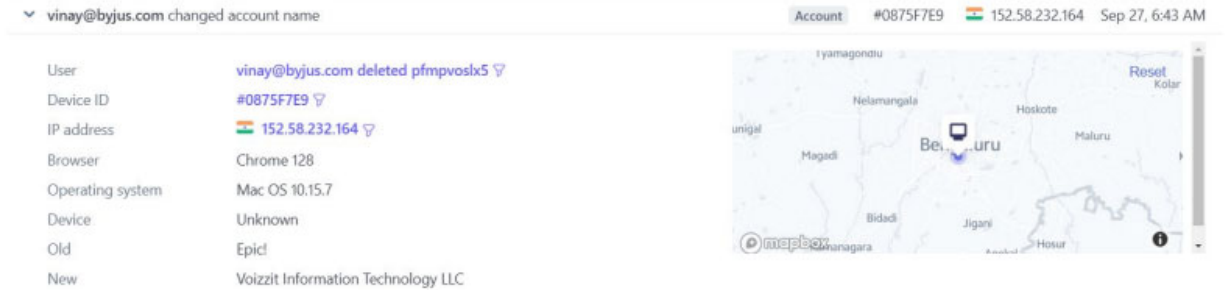 vinay@byjus.com changed account name Account #0875F7E9 152.58.232.164 Sep 27, 6:43 AM
User vinay@byjus.com deleted pfmpvoslx5
Device ID #0875F7E9
IP address 152.58.232.164
Browser Chrome 128
Operating system Mac OS 10.15.7
Device Unknown
Old Epic!
New Voizzit Information Technology LLC
Tyamagondlu
Reset
Kolar
Nelamangala
Hoskote
unigal
Maluru
Magadi
Bidadi
Jigani
mapbox
Hosur